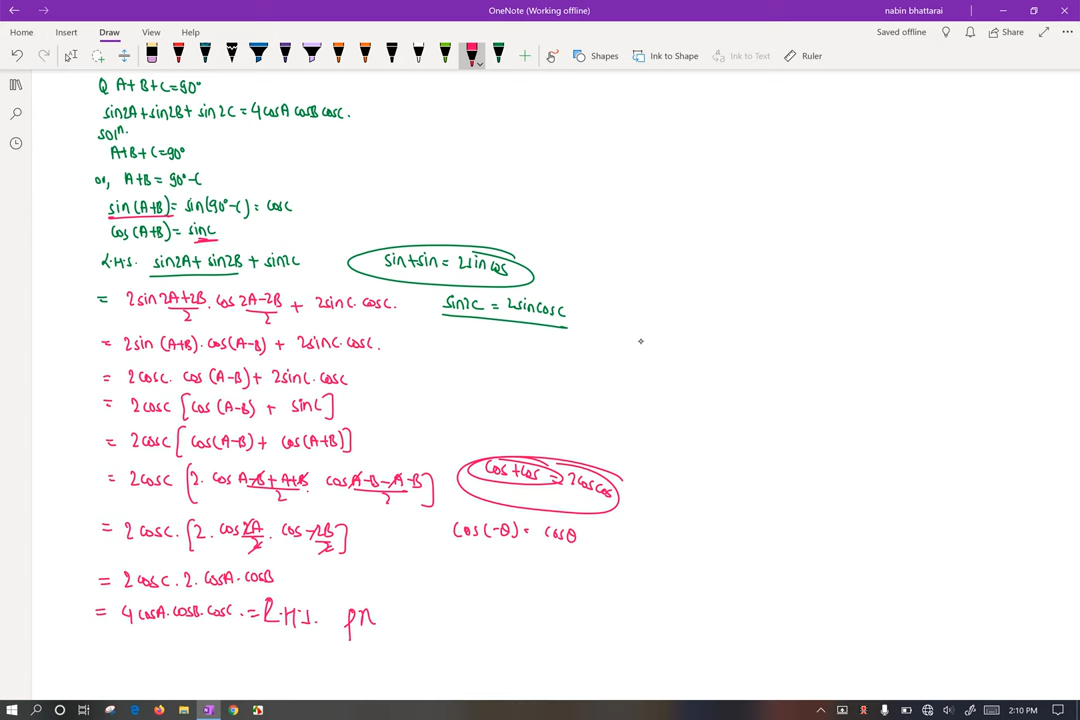 OneNote (Working offline)
nabin bhattarai
Home Insert Draw View Help
Saved offline Share
Shapes Ink to Shape Ink to Text Ruler
Q A+B+C=90°
sin2A+sin2B+ sin2C=4cosA cosB cosC.
Solⁿ.
A+B+C=90°
or, A+B = 90°-C
sin(A+B)= sin(90°-C) = cosC
cos(A+B) = sinC
L.H.S. sin2A+ sin2B + sin2C
sin+sin = 2sin cos
= 2sin 2A+2B/2 . cos 2A-2B/2 + 2sinC. cosC.
sin2C = 2sinCosC
= 2sin (A+B). cos(A-B) + 2sinC. cosC.
= 2cosC. cos(A-B) + 2sinC. cosC
= 2cosC [cos(A-B) + sinC]
= 2cosC [cos(A-B) + cos(A+B)]
= 2cosC [2. cos A-B+A+B/2 . cos A-B-A-B/2]
cos+cos = 2coscos
= 2cosC. [2. cos 2A/2 . cos -2B/2]
cos(-θ) = cosθ
= 2cosC. 2. cosA. cosB
= 4cosA. cosB. cosC. = R.H.S.
2:10 PM